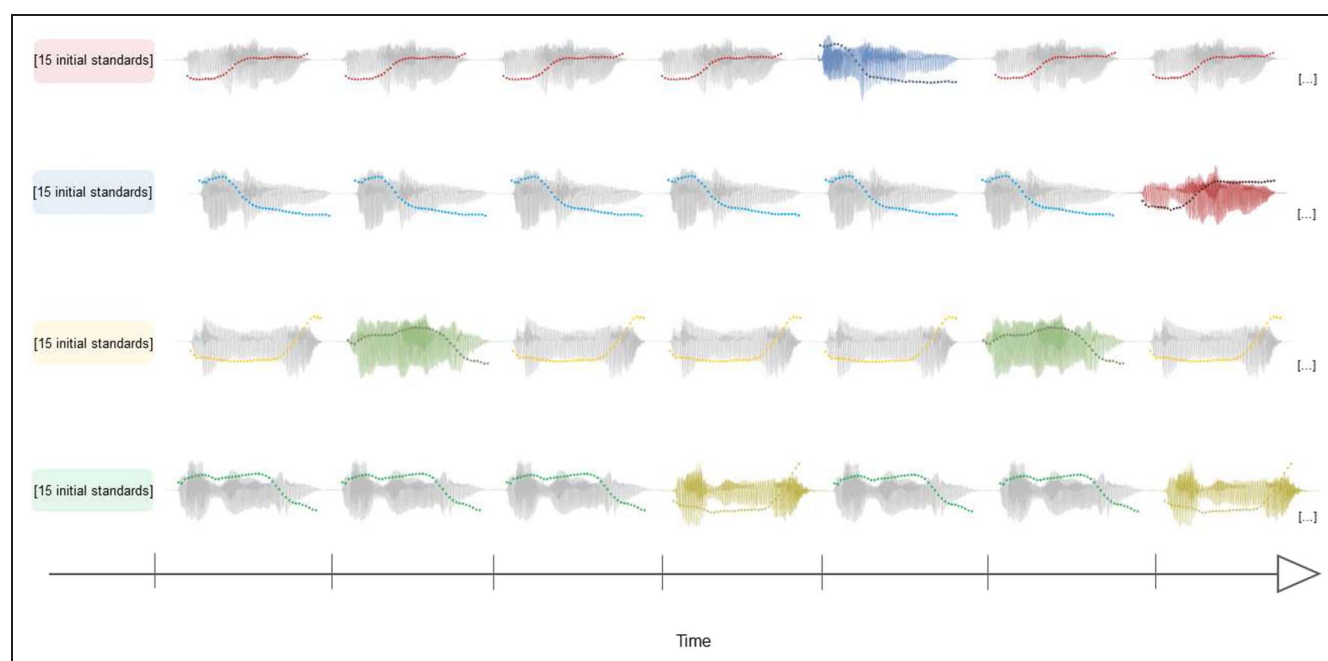 [15 initial standards]
[...]
[15 initial standards]
[...]
[15 initial standards]
[...]
[15 initial standards]
[...]
Time